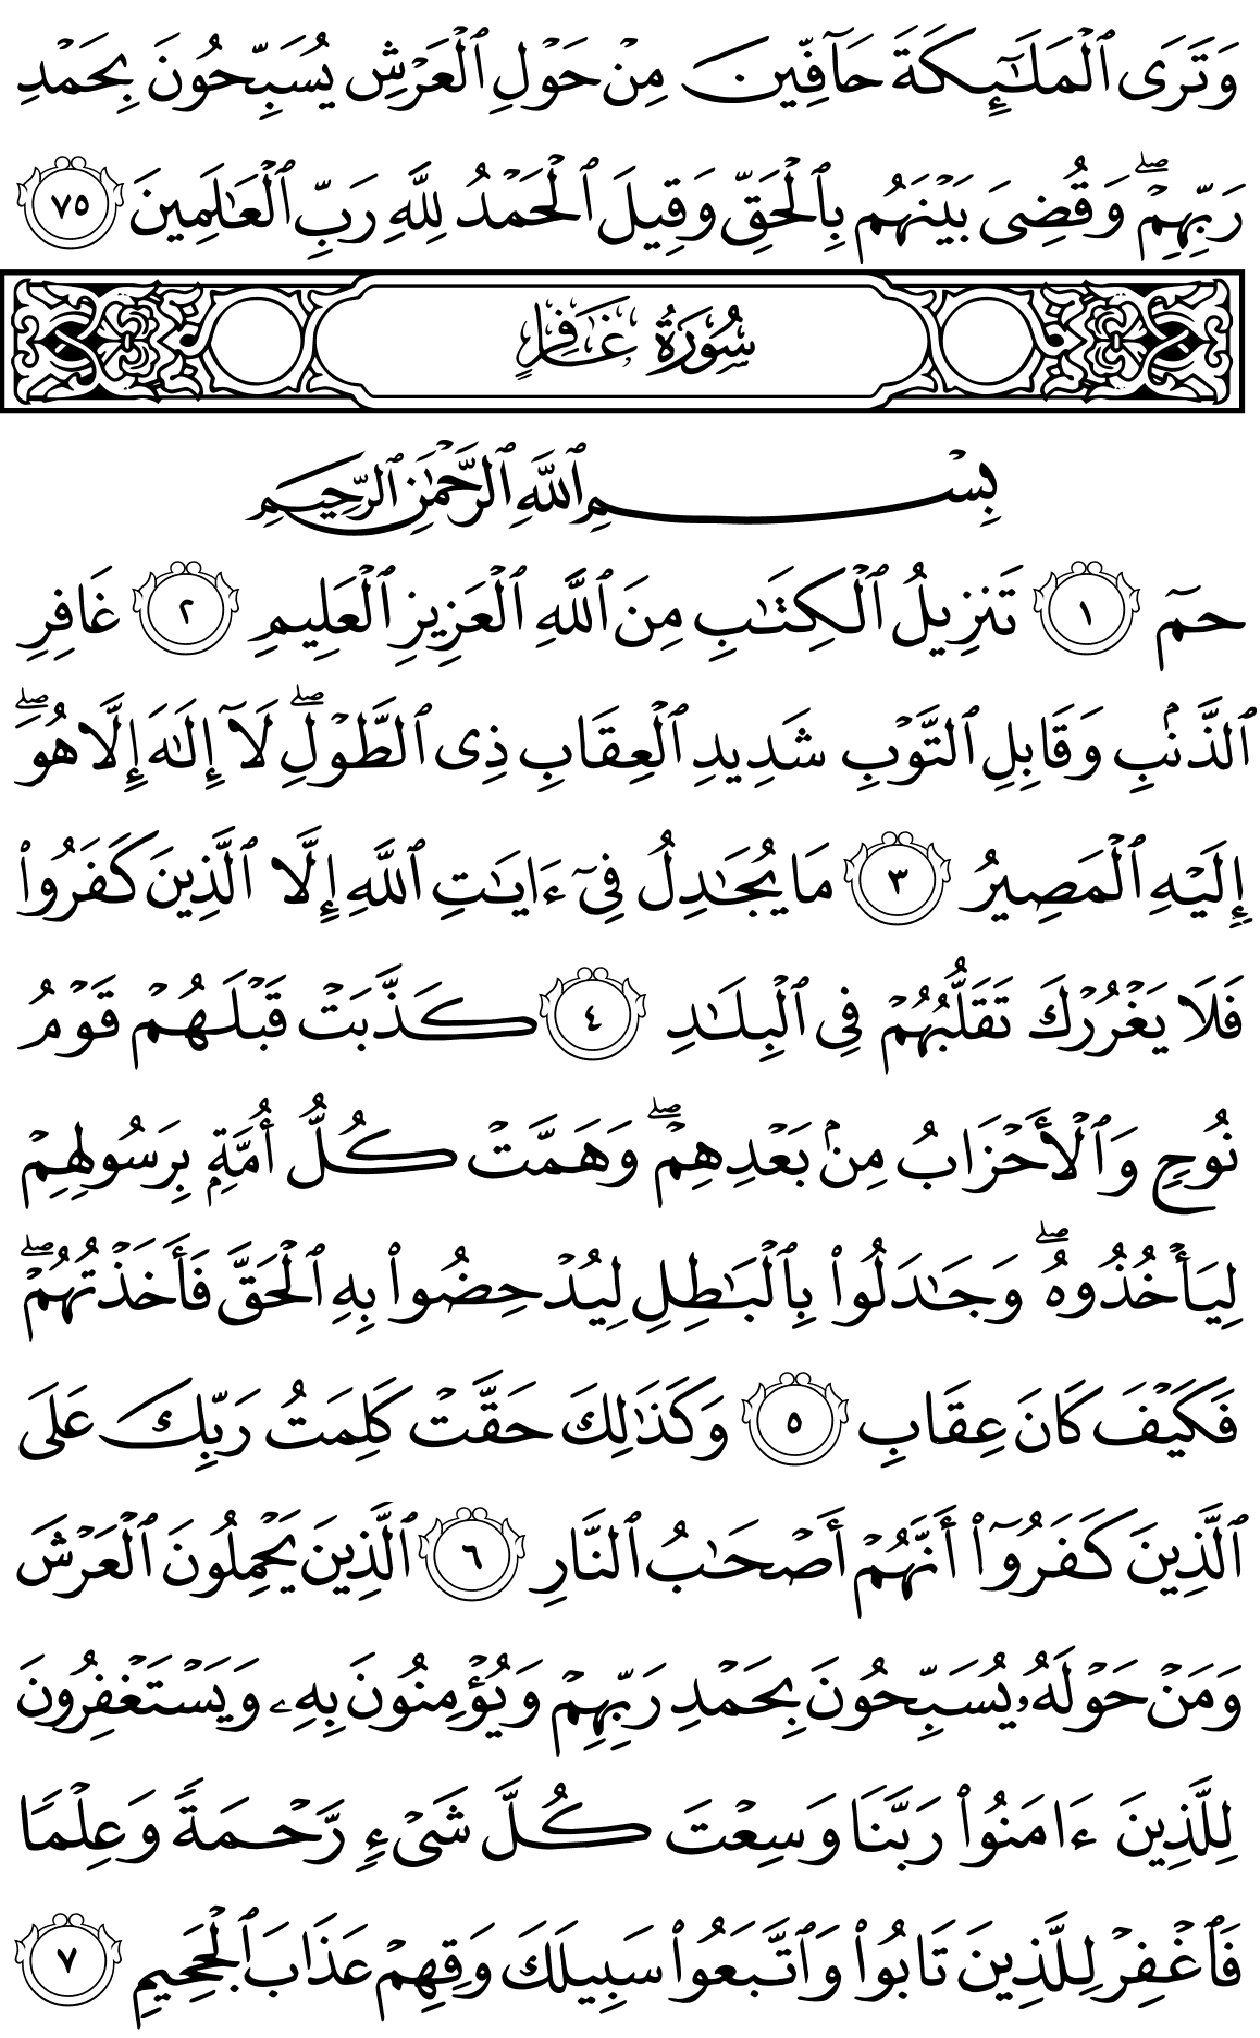 وَتَرَى ٱلْمَلَـٰٓئِكَةَ حَآفِّينَ مِنْ حَوْلِ ٱلْعَرْشِ يُسَبِّحُونَ بِحَمْدِ
رَبِّهِمْ ۖ وَقُضِىَ بَيْنَهُم بِٱلْحَقِّ وَقِيلَ ٱلْحَمْدُ لِلَّهِ رَبِّ ٱلْعَـٰلَمِينَ ٧٥
سُورَةُ غَافِرٍ
بِسْمِ ٱللَّهِ ٱلرَّحْمَـٰنِ ٱلرَّحِيمِ
حمٓ ١ تَنزِيلُ ٱلْكِتَـٰبِ مِنَ ٱللَّهِ ٱلْعَزِيزِ ٱلْعَلِيمِ ٢ غَافِرِ
ٱلذَّنۢبِ وَقَابِلِ ٱلتَّوْبِ شَدِيدِ ٱلْعِقَابِ ذِى ٱلطَّوْلِ ۖ لَآ إِلَـٰهَ إِلَّا هُوَ ۖ
إِلَيْهِ ٱلْمَصِيرُ ٣ مَا يُجَـٰدِلُ فِىٓ ءَايَـٰتِ ٱللَّهِ إِلَّا ٱلَّذِينَ كَفَرُوا۟
فَلَا يَغْرُرْكَ تَقَلُّبُهُمْ فِى ٱلْبِلَـٰدِ ٤ كَذَّبَتْ قَبْلَهُمْ قَوْمُ
نُوحٍ وَٱلْأَحْزَابُ مِنۢ بَعْدِهِمْ ۖ وَهَمَّتْ كُلُّ أُمَّةٍۭ بِرَسُولِهِمْ
لِيَأْخُذُوهُ ۖ وَجَـٰدَلُوا۟ بِٱلْبَـٰطِلِ لِيُدْحِضُوا۟ بِهِ ٱلْحَقَّ فَأَخَذْتُهُمْ ۖ
فَكَيْفَ كَانَ عِقَابِ ٥ وَكَذَٰلِكَ حَقَّتْ كَلِمَتُ رَبِّكَ عَلَى
ٱلَّذِينَ كَفَرُوٓا۟ أَنَّهُمْ أَصْحَـٰبُ ٱلنَّارِ ٦ ٱلَّذِينَ يَحْمِلُونَ ٱلْعَرْشَ
وَمَنْ حَوْلَهُۥ يُسَبِّحُونَ بِحَمْدِ رَبِّهِمْ وَيُؤْمِنُونَ بِهِۦ وَيَسْتَغْفِرُونَ
لِلَّذِينَ ءَامَنُوا۟ رَبَّنَا وَسِعْتَ كُلَّ شَىْءٍ رَّحْمَةً وَعِلْمًا
فَٱغْفِرْ لِلَّذِينَ تَابُوا۟ وَٱتَّبَعُوا۟ سَبِيلَكَ وَقِهِمْ عَذَابَ ٱلْجَحِيمِ ٧